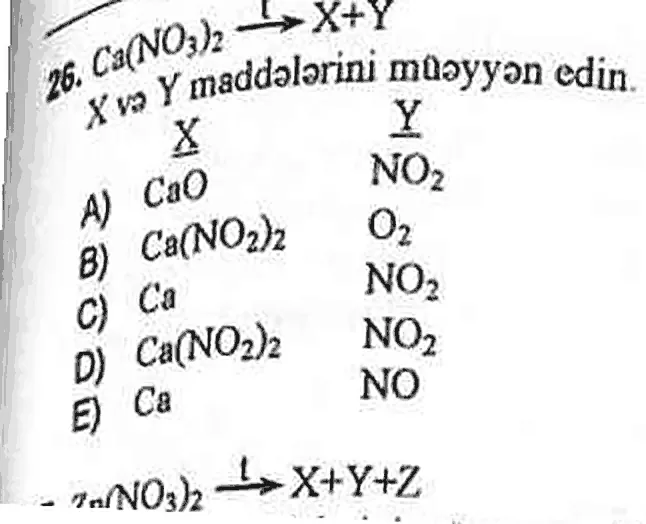 26. Ca(NO₃)₂ —t→ X+Y
X və Y maddələrini müəyyən edin.
X Y
A) CaO NO₂
B) Ca(NO₂)₂ O₂
C) Ca NO₂
D) Ca(NO₂)₂ NO₂
E) Ca NO
Zn(NO₃)₂ —t→ X+Y+Z